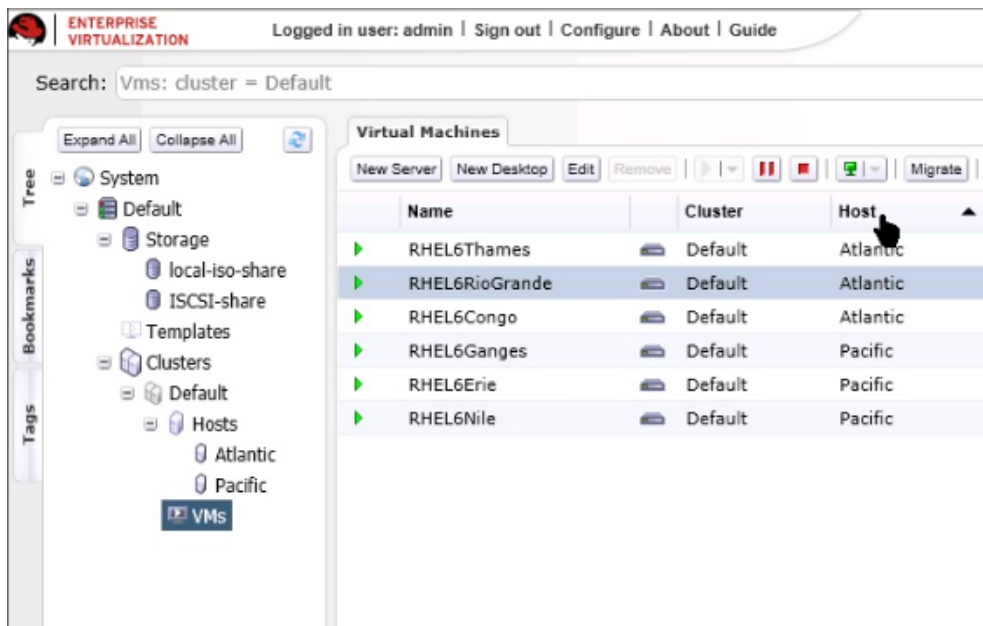 ENTERPRISE
VIRTUALIZATION
Logged in user: admin | Sign out | Configure | About | Guide
Search: Vms: cluster = Default
Tree
Bookmarks
Tags
Expand All Collapse All
System
Default
Storage
local-iso-share
ISCSI-share
Templates
Clusters
Default
Hosts
Atlantic
Pacific
VMs
Virtual Machines
New Server New Desktop Edit Remove Migrate
Name Cluster Host
RHEL6Thames Default Atlantic
RHEL6RioGrande Default Atlantic
RHEL6Congo Default Atlantic
RHEL6Ganges Default Pacific
RHEL6Erie Default Pacific
RHEL6Nile Default Pacific